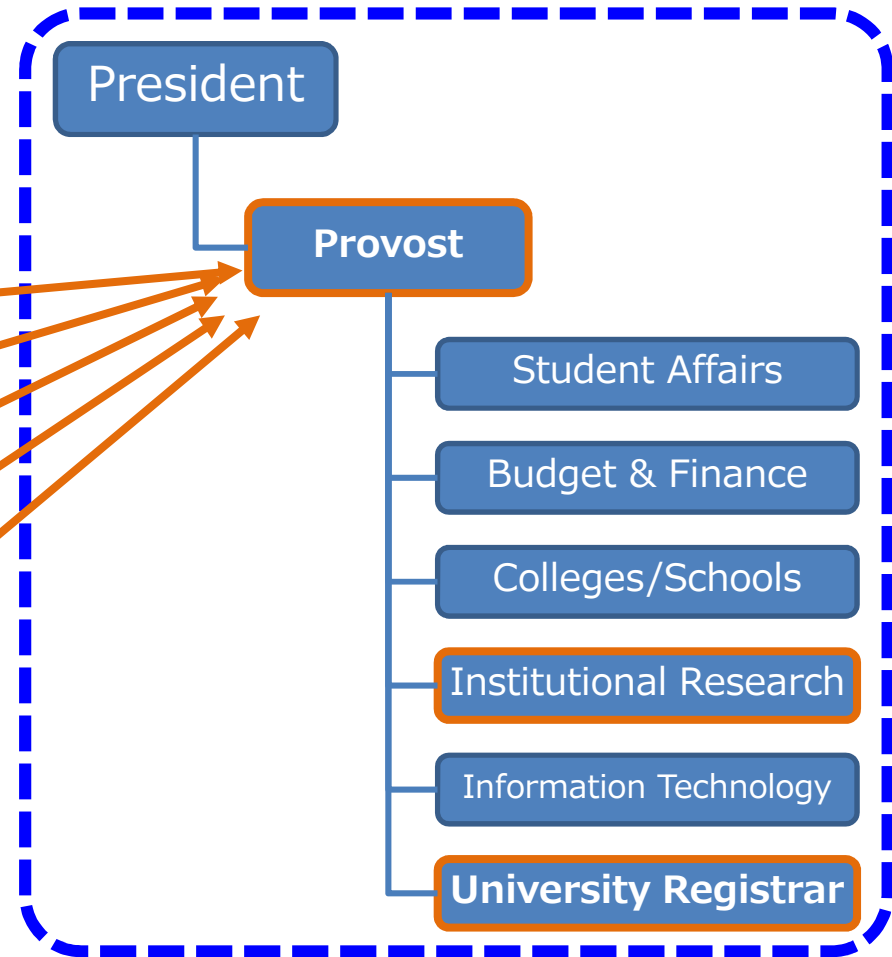 President
Provost
Student Affairs
Budget & Finance
Colleges/Schools
Institutional Research
Information Technology
University Registrar